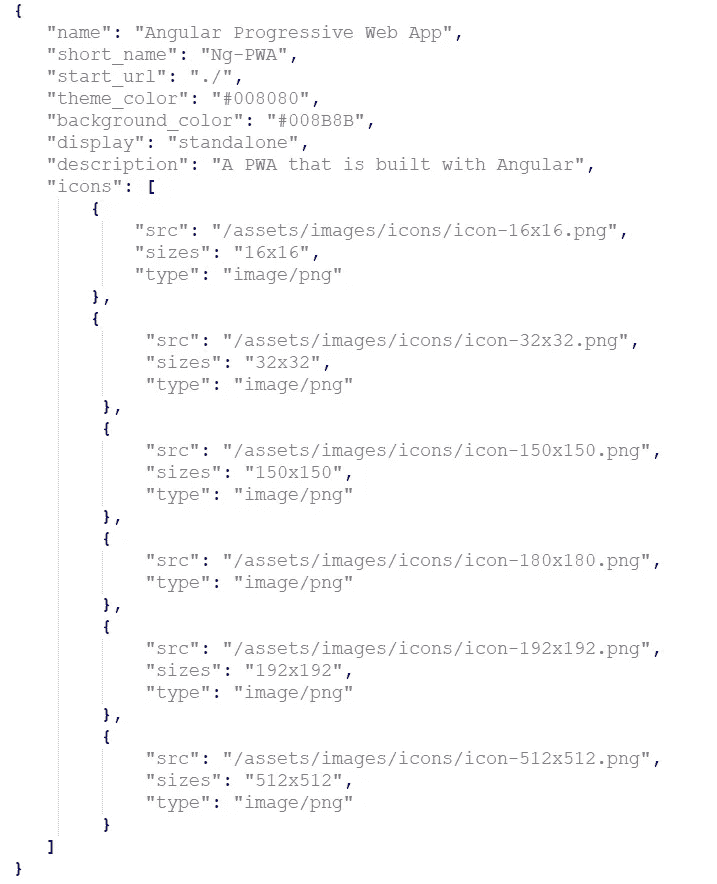 {
"name": "Angular Progressive Web App",
"short_name": "Ng-PWA",
"start_url": "./",
"theme_color": "#008080",
"background_color": "#008B8B",
"display": "standalone",
"description": "A PWA that is built with Angular",
"icons": [
{
"src": "/assets/images/icons/icon-16x16.png",
"sizes": "16x16",
"type": "image/png"
},
{
"src": "/assets/images/icons/icon-32x32.png",
"sizes": "32x32",
"type": "image/png"
},
{
"src": "/assets/images/icons/icon-150x150.png",
"sizes": "150x150",
"type": "image/png"
},
{
"src": "/assets/images/icons/icon-180x180.png",
"type": "image/png"
},
{
"src": "/assets/images/icons/icon-192x192.png",
"sizes": "192x192",
"type": "image/png"
},
{
"src": "/assets/images/icons/icon-512x512.png",
"sizes": "512x512",
"type": "image/png"
}
]
}